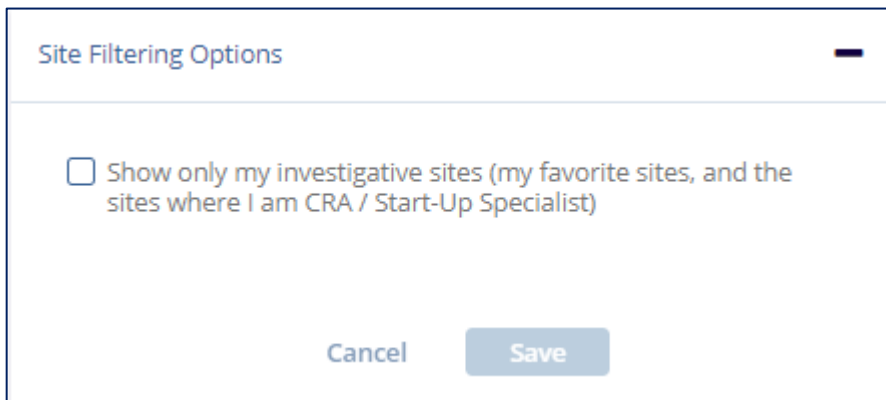 Site Filtering Options
Show only my investigative sites (my favorite sites, and the
sites where I am CRA / Start-Up Specialist)
Cancel
Save